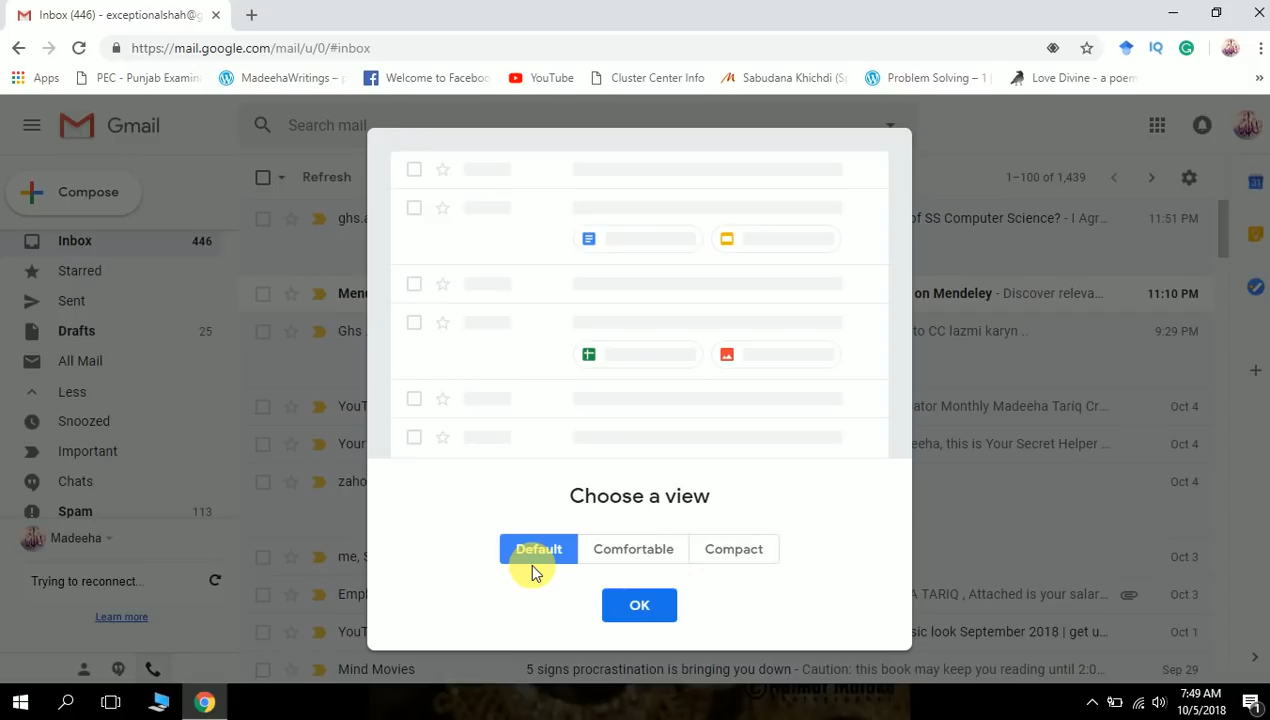 Inbox (446) - exceptionalshah@g
https://mail.google.com/mail/u/0/#inbox
Apps
PEC - Punjab Examin
MadeehaWritings –
Welcome to Faceboo
YouTube
Cluster Center Info
Sabudana Khichdi (S
Problem Solving – 1
Love Divine - a poem
Gmail
Search mail
Compose
Refresh
1–100 of 1,439
Inbox 446
Starred
Sent
Drafts 25
All Mail
Less
Snoozed
Important
Chats
Spam 113
Madeeha
Trying to reconnect...
Learn more
ghs.a of SS Computer Science? - I Agr... 11:51 PM
Mend on Mendeley - Discover releva... 11:10 PM
Ghs to CC lazmi karyn .. 9:29 PM
YouT ator Monthly Madeeha Tariq Cr... Oct 4
Your eeha, this is Your Secret Helper Oct 4
zaho Oct 4
me, S Oct 3
Empl A TARIQ , Attached is your salar... Oct 3
YouT sic look September 2018 | get u... Oct 1
Mind Movies 5 signs procrastination is bringing you down - Caution: this book may keep you reading until 2:0... Sep 29
Choose a view
Default Comfortable Compact
OK
7:49 AM
10/5/2018
1